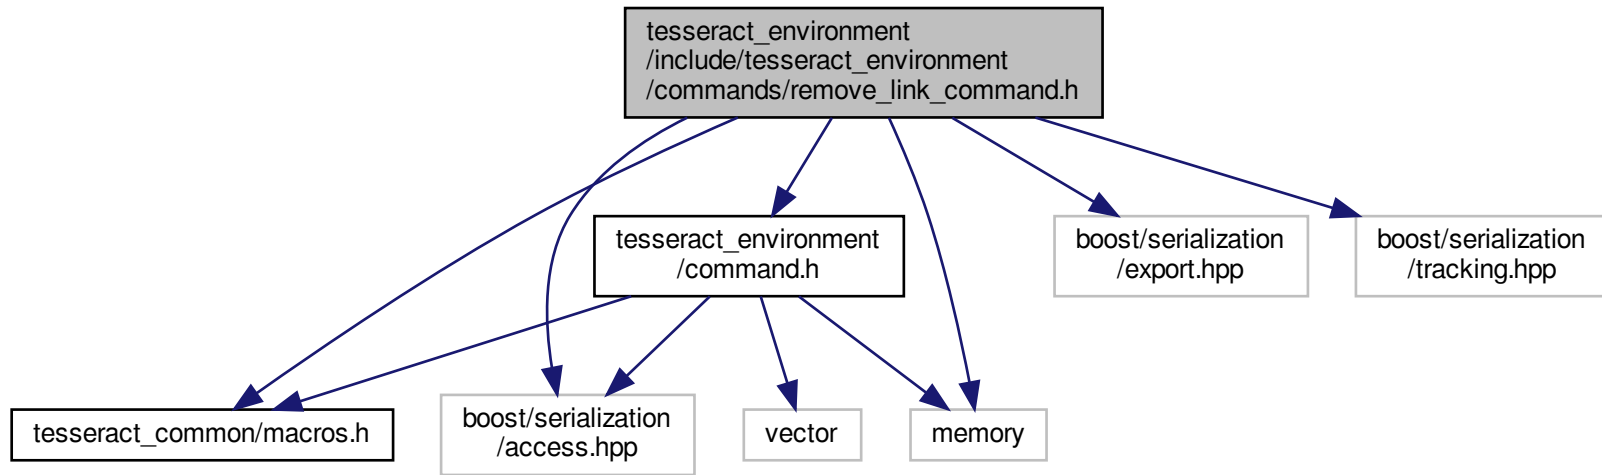 tesseract_environment
/include/tesseract_environment
/commands/remove_link_command.h
tesseract_environment
/command.h
boost/serialization
/export.hpp
boost/serialization
/tracking.hpp
tesseract_common/macros.h
boost/serialization
/access.hpp
vector
memory